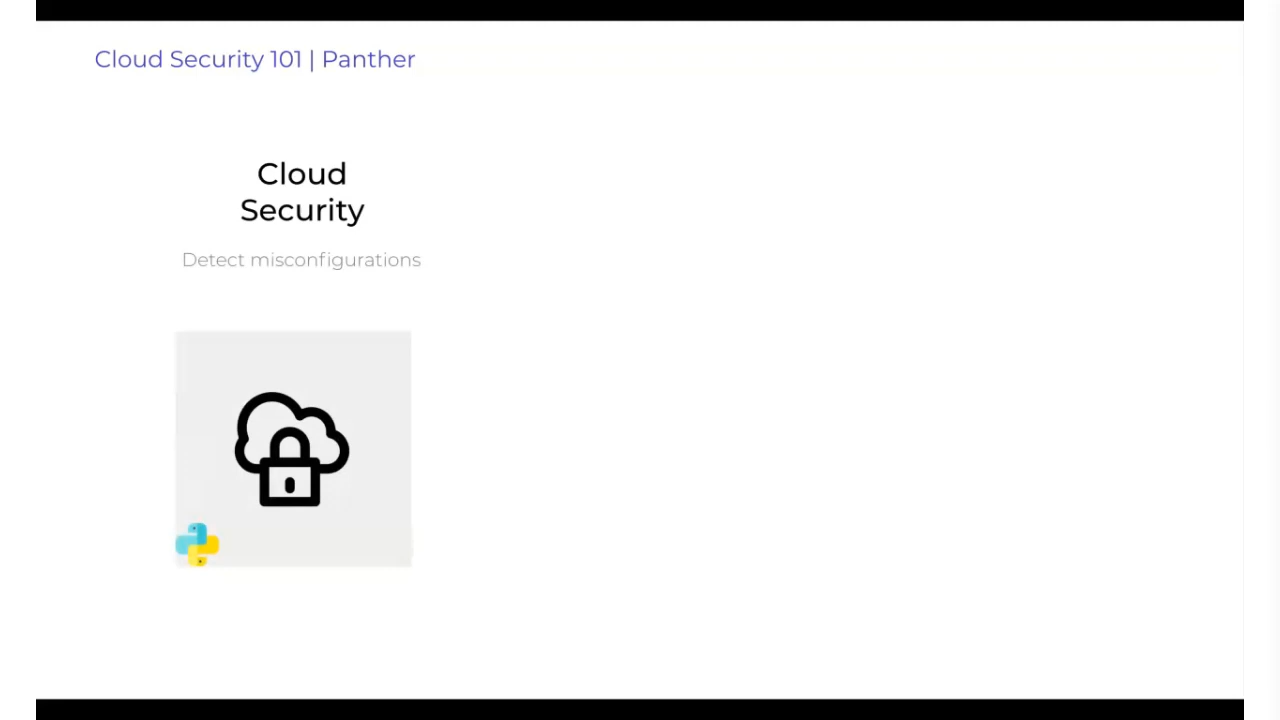 Cloud Security 101 | Panther
Cloud
Security
Detect misconfigurations